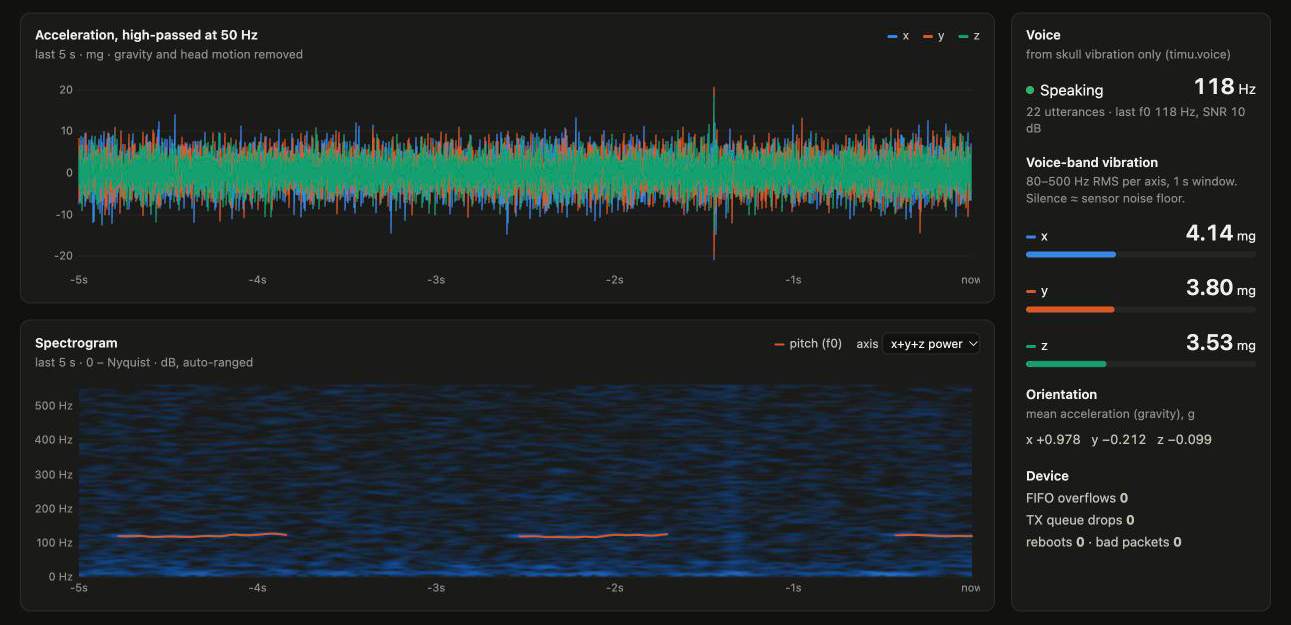 Acceleration, high-passed at 50 Hz
last 5 s · mg · gravity and head motion removed
x y z
20
10
0
-10
-20
-5s -4s -3s -2s -1s now
Spectrogram
last 5 s · 0 – Nyquist · dB, auto-ranged
pitch (f0) axis x+y+z power
500 Hz
400 Hz
300 Hz
200 Hz
100 Hz
0 Hz
-5s -4s -3s -2s -1s now
Voice
from skull vibration only (timu.voice)
Speaking 118 Hz
22 utterances · last f0 118 Hz, SNR 10
dB
Voice-band vibration
80–500 Hz RMS per axis, 1 s window.
Silence ≈ sensor noise floor.
x 4.14 mg
y 3.80 mg
z 3.53 mg
Orientation
mean acceleration (gravity), g
x +0.978 y −0.212 z −0.099
Device
FIFO overflows 0
TX queue drops 0
reboots 0 · bad packets 0